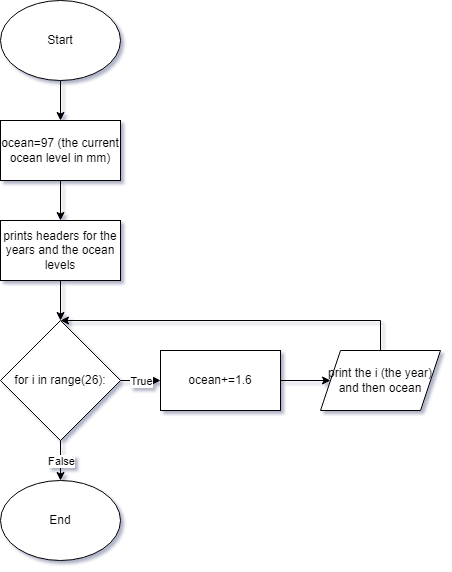 Start
ocean=97 (the current
ocean level in mm)
prints headers for the
years and the ocean
levels
for i in range(26):
True
ocean+=1.6
print the i (the year)
and then ocean
False
End